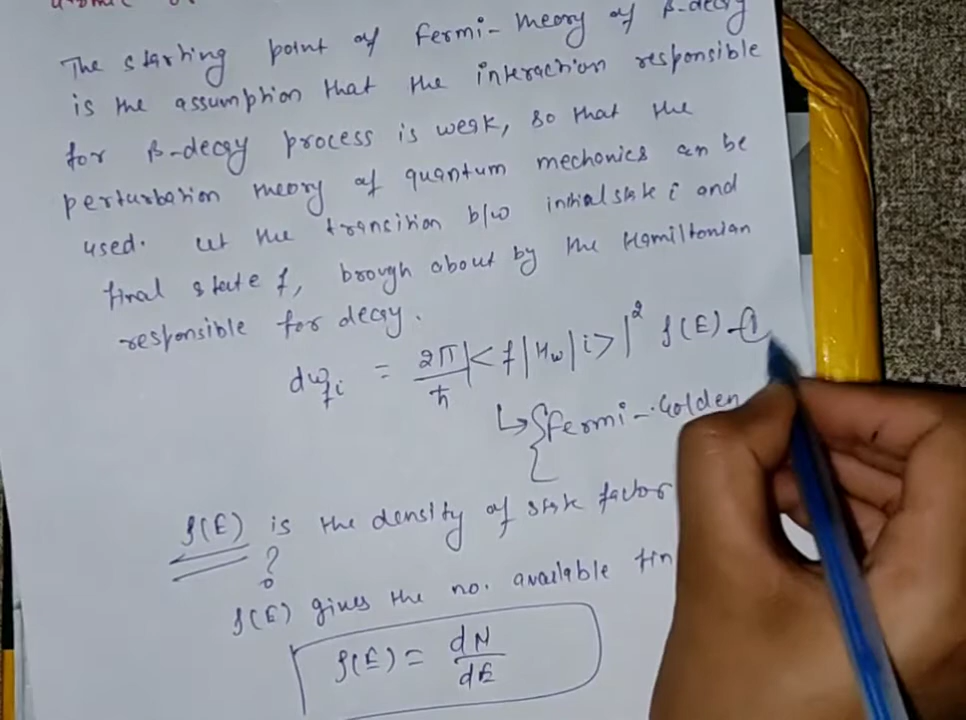 The starting point of Fermi-theory of β-decay
is the assumption that the interaction responsible
for β-decay process is weak, so that the
perturbation theory of quantum mechanics can be
used. Let the transition b/w initial state i and
final state f, brough about by the Hamiltonian
responsible for decay.
dω_fi = 2π/ħ |<f|H_w|i>|² ρ(E) - ①
↳ { Fermi-Golden
ρ(E) is the density of state factor
?
ρ(E) gives the no. available fin
ρ(E) = dN/dE